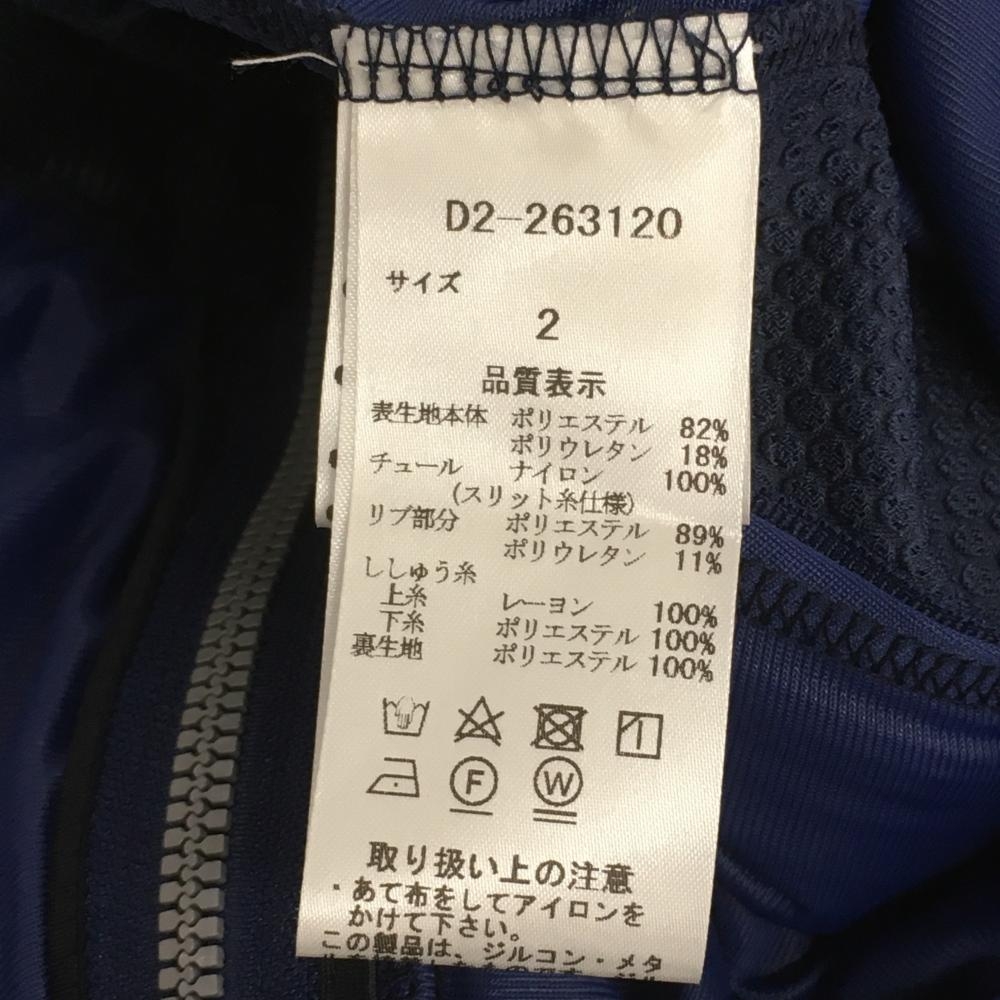 D2-263120
サイズ
2
品質表示
表生地本体 ポリエステル 82%
ポリウレタン 18%
チュール ナイロン 100%
(スリット糸仕様)
リブ部分 ポリエステル 89%
ポリウレタン 11%
ししゅう糸
上糸 レーヨン 100%
下糸 ポリエステル 100%
裏生地 ポリエステル 100%
F W
取り扱い上の注意
・あて布をしてアイロンを
かけて下さい。
この製品は、ジルコン・メタ